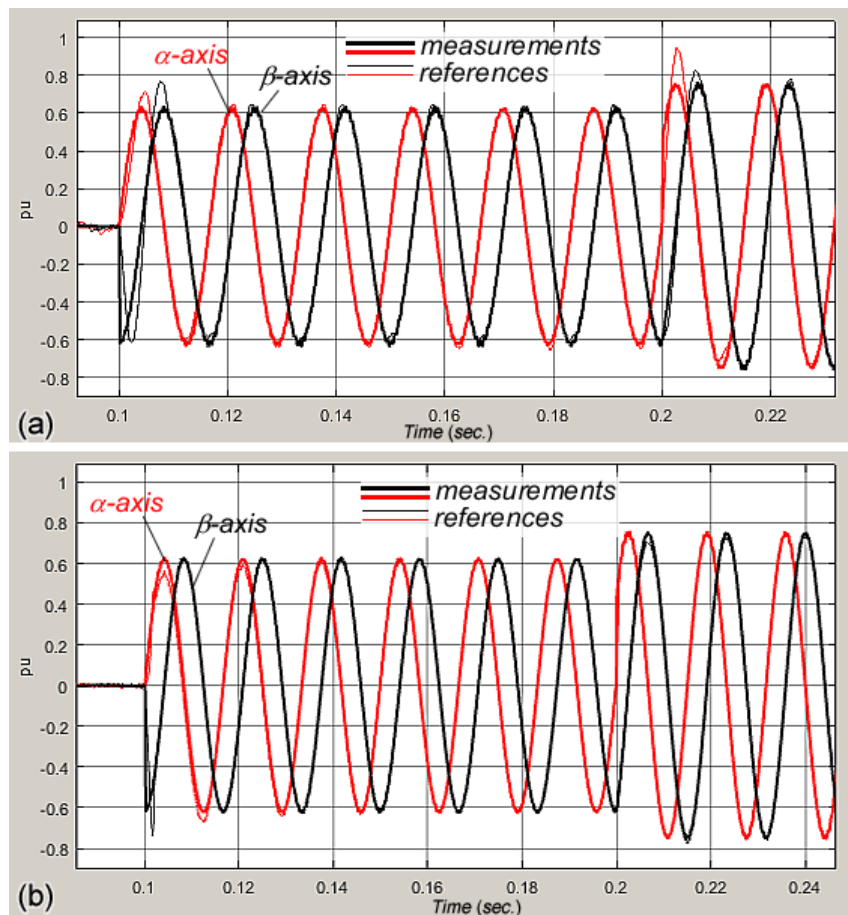 1
0.8
0.6
0.4
0.2
0
-0.2
-0.4
-0.6
-0.8
pu
α-axis
β-axis
measurements
references
0.1 0.12 0.14 0.16 0.18 0.2 0.22
Time (sec.)
(a)
1
0.8
0.6
0.4
0.2
0
-0.2
-0.4
-0.6
-0.8
pu
α-axis
β-axis
measurements
references
0.1 0.12 0.14 0.16 0.18 0.2 0.22 0.24
Time (sec.)
(b)